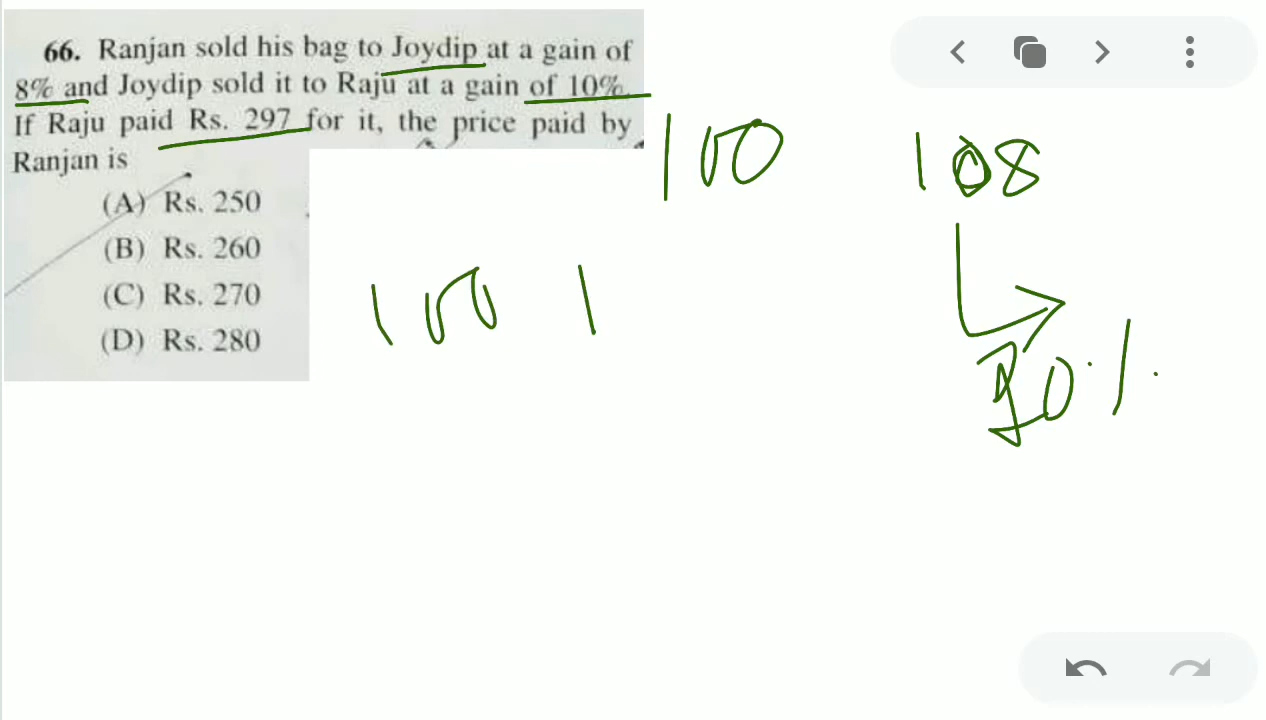 66. Ranjan sold his bag to Joydip at a gain of
8% and Joydip sold it to Raju at a gain of 10%.
If Raju paid Rs. 297 for it, the price paid by
Ranjan is
(A) Rs. 250
(B) Rs. 260
(C) Rs. 270
(D) Rs. 280
100 108
100 1
10%